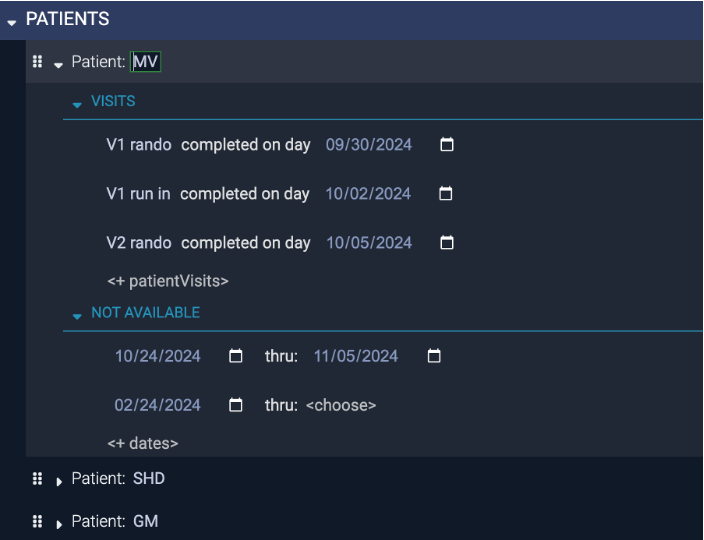 PATIENTS
Patient: MV
VISITS
V1 rando completed on day 09/30/2024
V1 run in completed on day 10/02/2024
V2 rando completed on day 10/05/2024
<+ patientVisits>
NOT AVAILABLE
10/24/2024 thru: 11/05/2024
02/24/2024 thru: <choose>
<+ dates>
Patient: SHD
Patient: GM